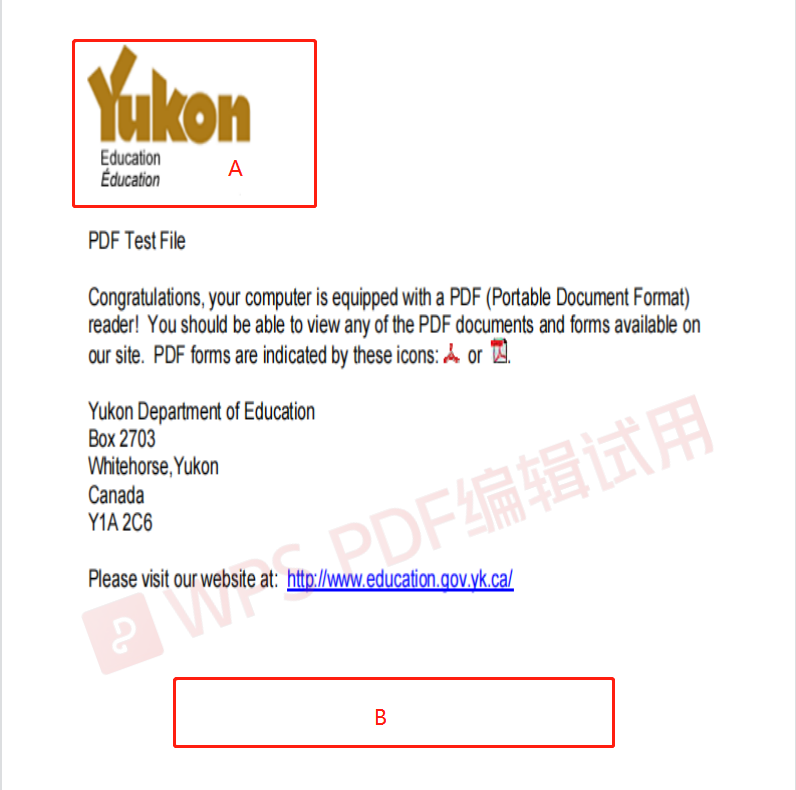 Yukon
Education
Éducation
A
PDF Test File
Congratulations, your computer is equipped with a PDF (Portable Document Format)
reader!  You should be able to view any of the PDF documents and forms available on
our site.  PDF forms are indicated by these icons: or .
Yukon Department of Education
Box 2703
Whitehorse,Yukon
Canada
Y1A 2C6
Please visit our website at:  http://www.education.gov.yk.ca/
WPS PDF编辑试用
B